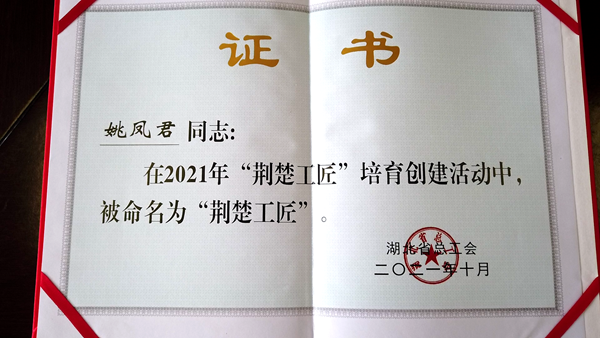 证书
姚凤君 同志:
在2021年“荆楚工匠”培育创建活动中,
被命名为“荆楚工匠”。
湖北省总工会
二〇二一年十月